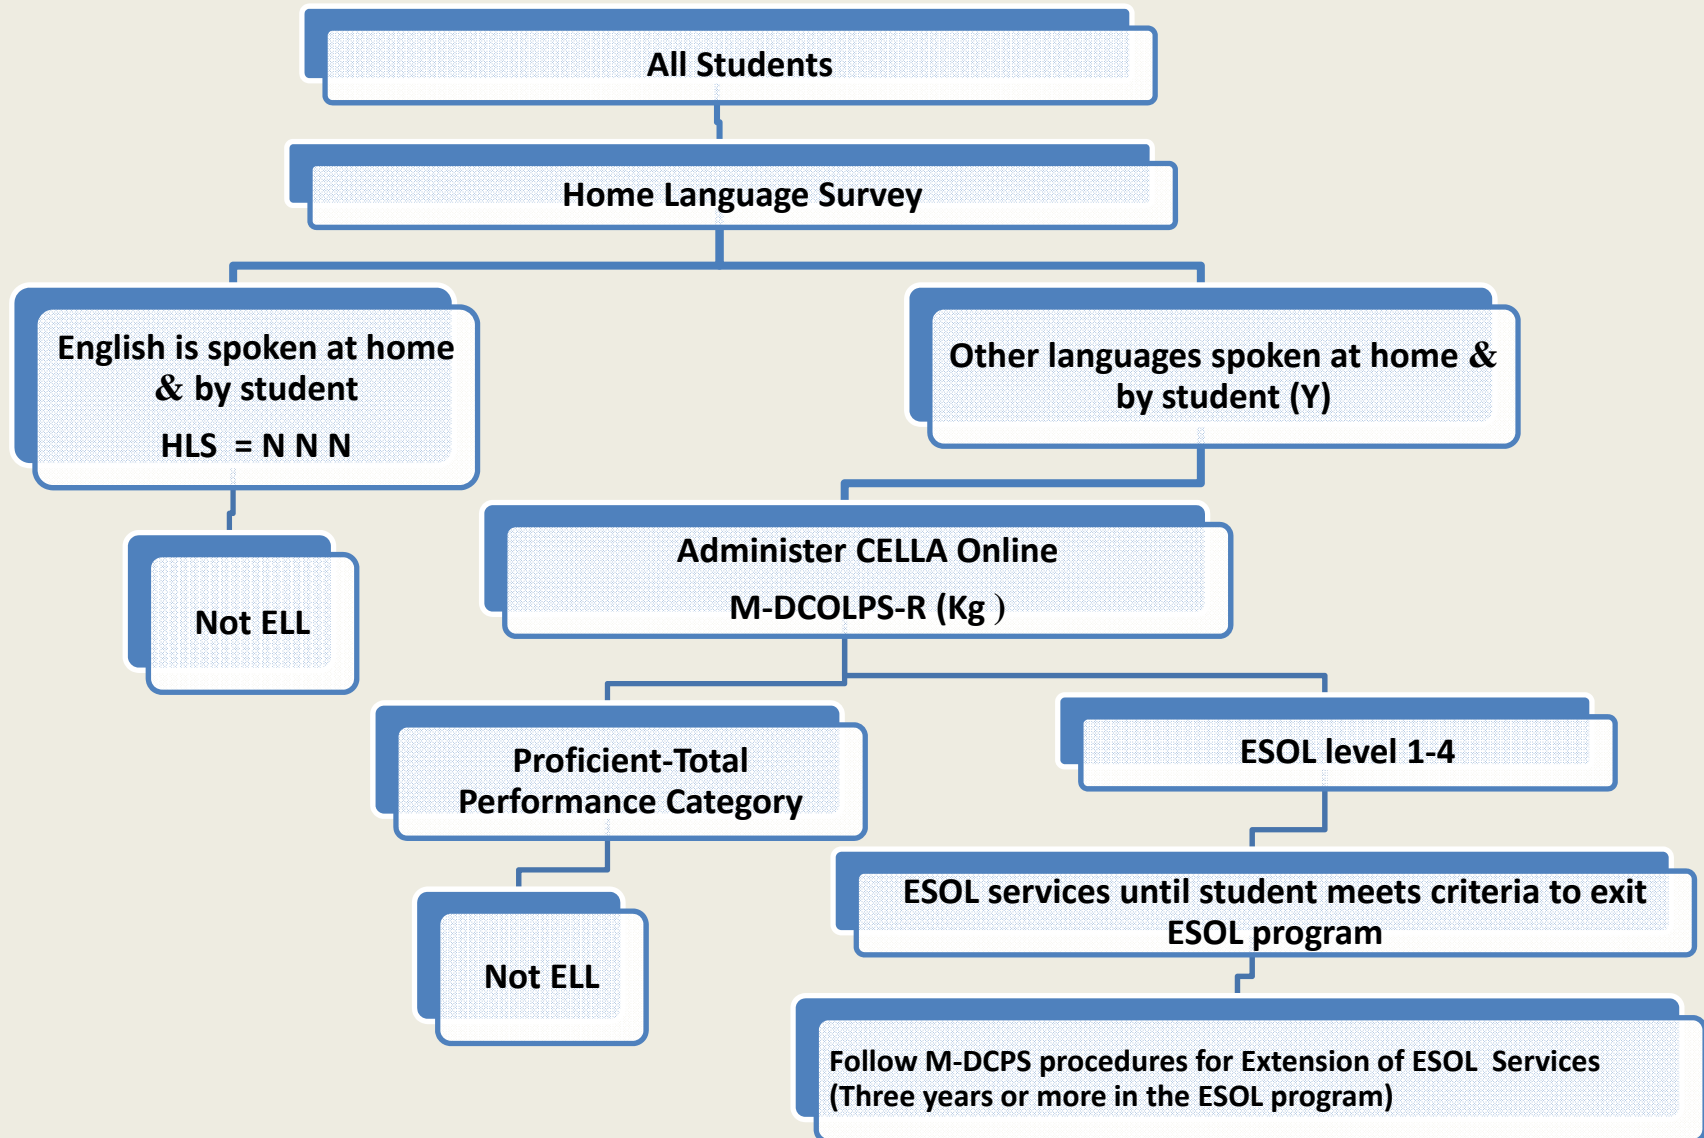 All Students
Home Language Survey
English is spoken at home
& by student
HLS = N N N
Other languages spoken at home &
by student (Y)
Not ELL
Administer CELLA Online
M-DCOLPS-R (Kg )
Proficient-Total
Performance Category
ESOL level 1-4
Not ELL
ESOL services until student meets criteria to exit
ESOL program
Follow M-DCPS procedures for Extension of ESOL Services
(Three years or more in the ESOL program)